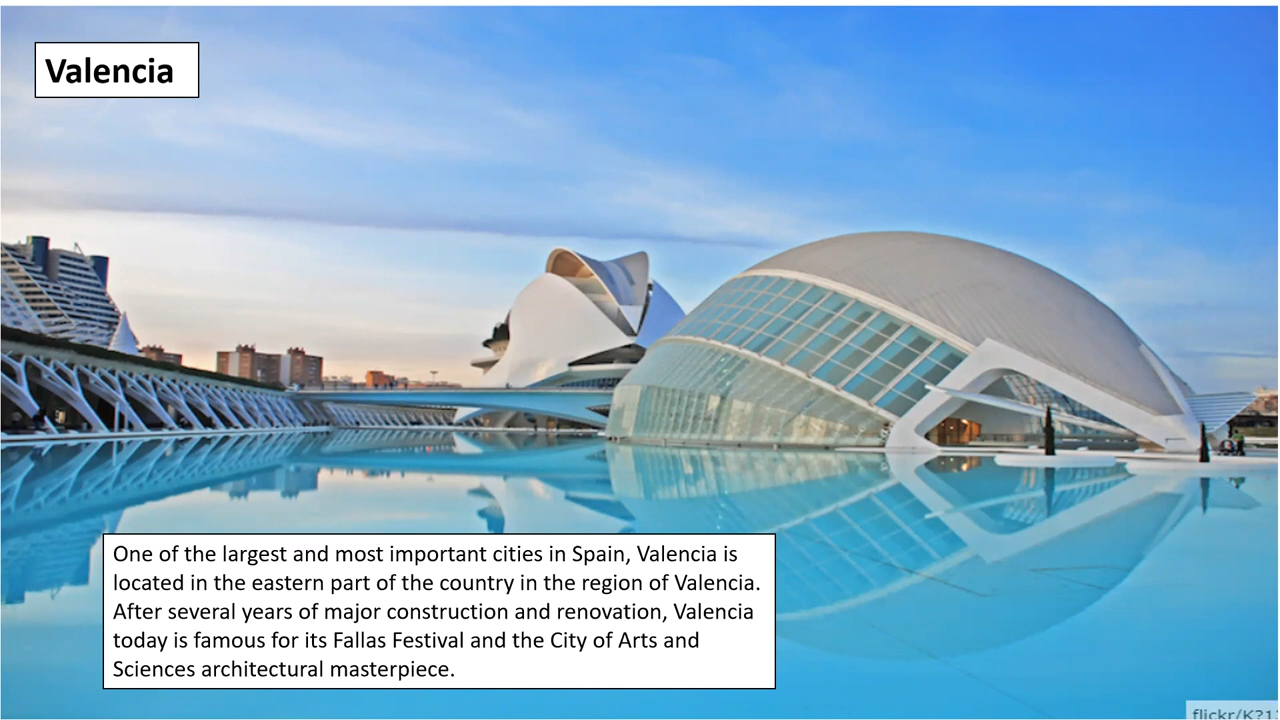 Valencia
One of the largest and most important cities in Spain, Valencia is
located in the eastern part of the country in the region of Valencia.
After several years of major construction and renovation, Valencia
today is famous for its Fallas Festival and the City of Arts and
Sciences architectural masterpiece.